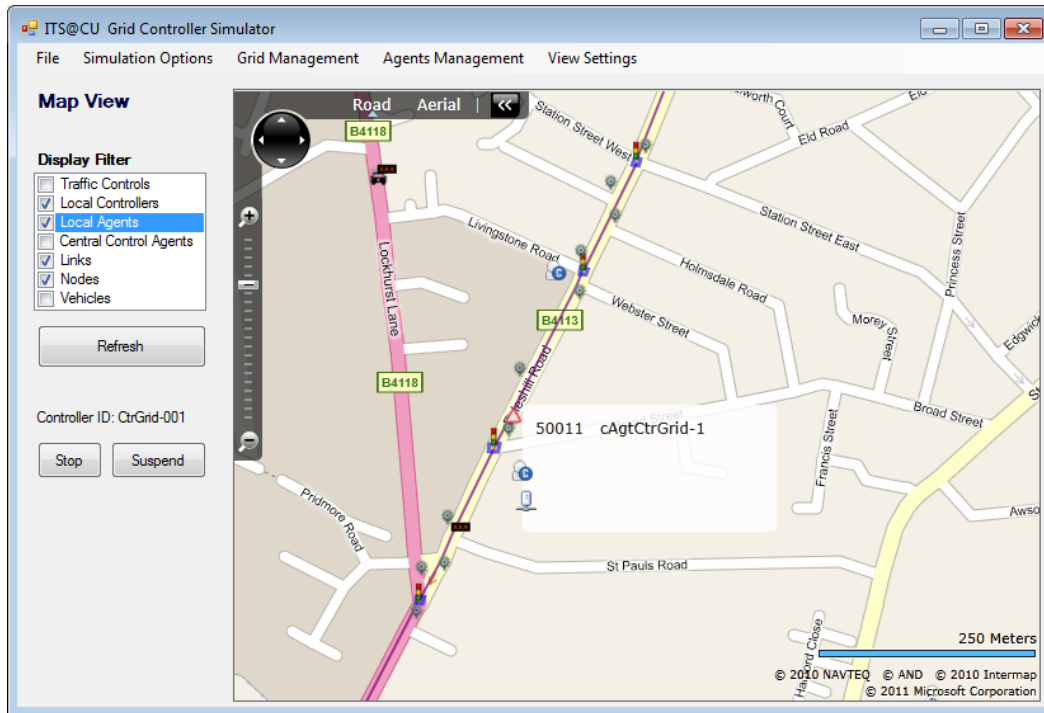 ITS@CU Grid Controller Simulator
File Simulation Options Grid Management Agents Management View Settings
Map View
Display Filter
Traffic Controls
Local Controllers
Local Agents
Central Control Agents
Links
Nodes
Vehicles
Refresh
Controller ID: CtrGrid-001
Stop Suspend
Road Aerial
B4118
Station Street West
Eld Road
Livingstone Road
Lockhurst Lane
Holmsdale Road
Station Street East
Princess Street
Webster Street
B4113
Morey Street
B4118
Broad Street
50011 cAgtCtrGrid-1
Francis Street
Pridmore Road
St Pauls Road
250 Meters
© 2010 NAVTEQ © AND © 2010 Intermap
© 2011 Microsoft Corporation